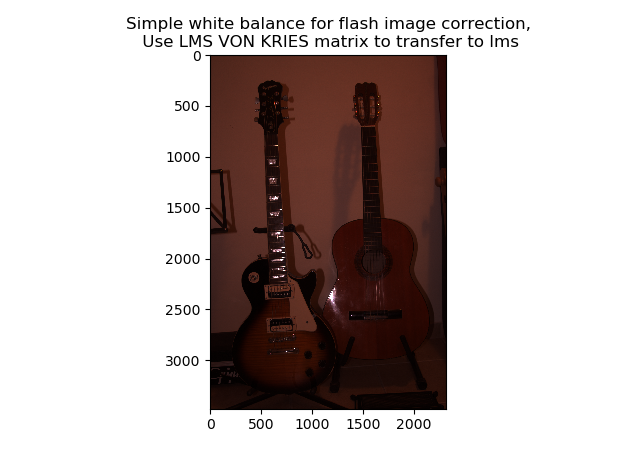 Simple white balance for flash image correction,
Use LMS VON KRIES matrix to transfer to lms
0
500
1000
1500
2000
2500
3000
0 500 1000 1500 2000